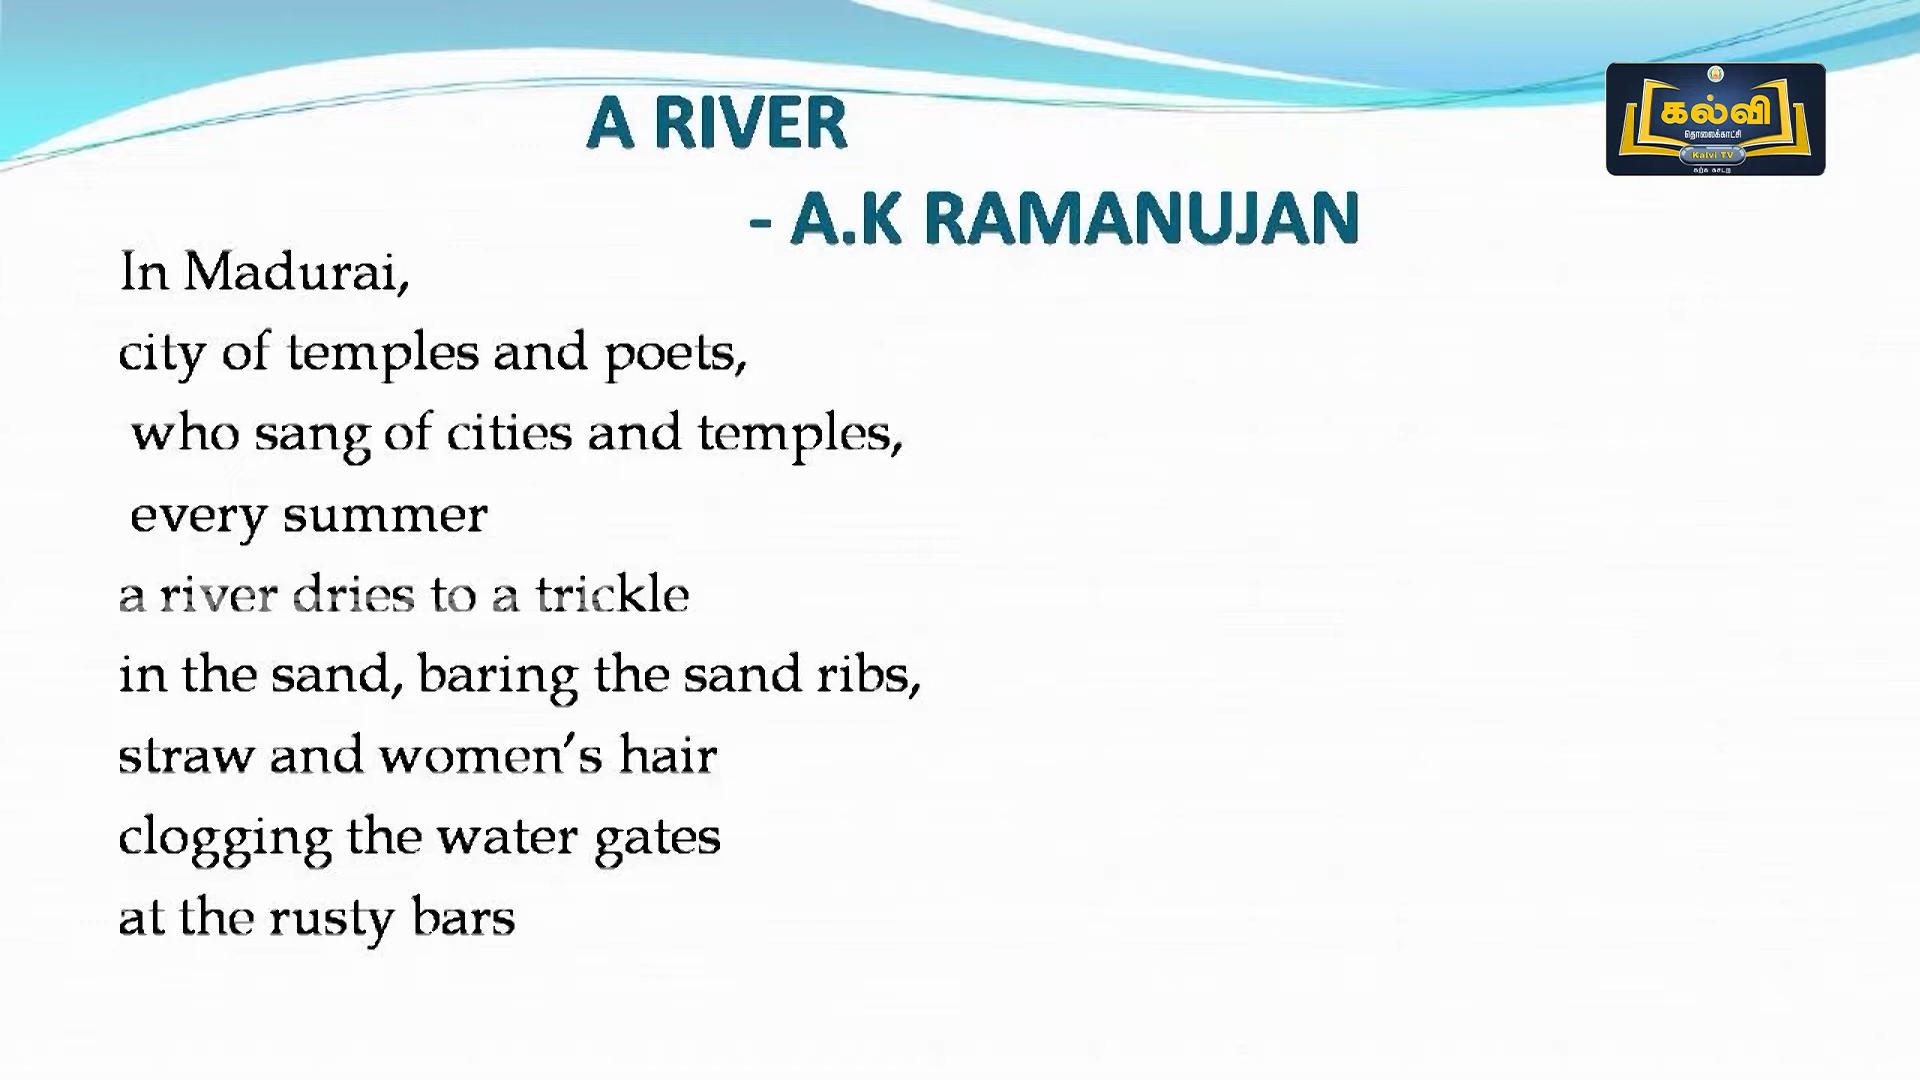 A RIVER
- A.K RAMANUJAN
கல்வி
தொலைக்காட்சி
Kalvi TV
In Madurai,
city of temples and poets,
who sang of cities and temples,
every summer
a river dries to a trickle
in the sand, baring the sand ribs,
straw and women’s hair
clogging the water gates
at the rusty bars